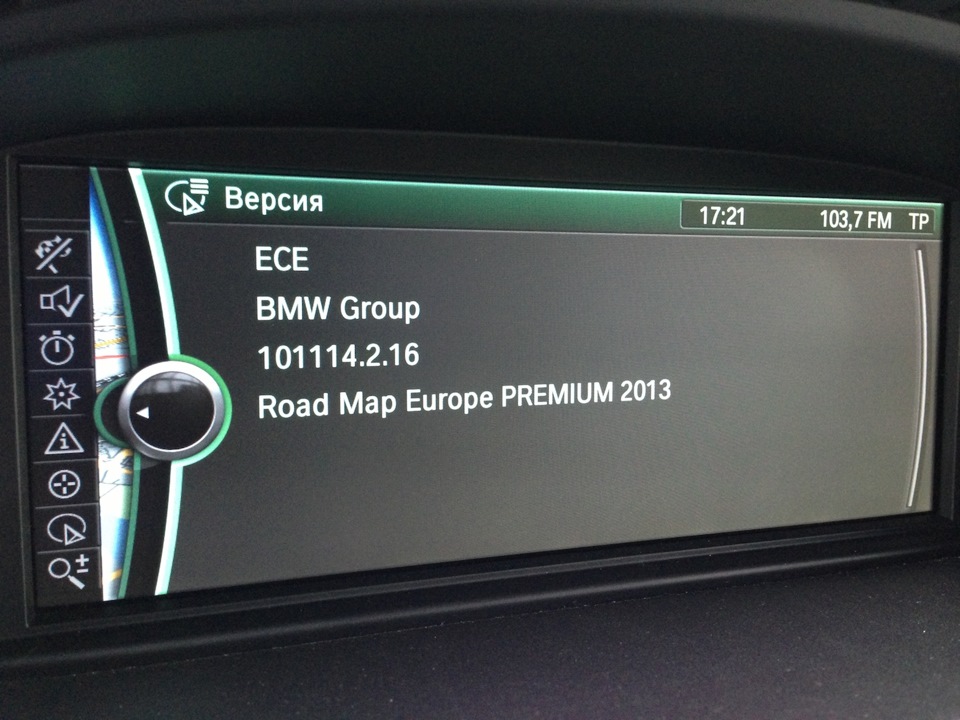 Версия
17:21 103,7 FM TP
ECE
BMW Group
101114.2.16
Road Map Europe PREMIUM 2013